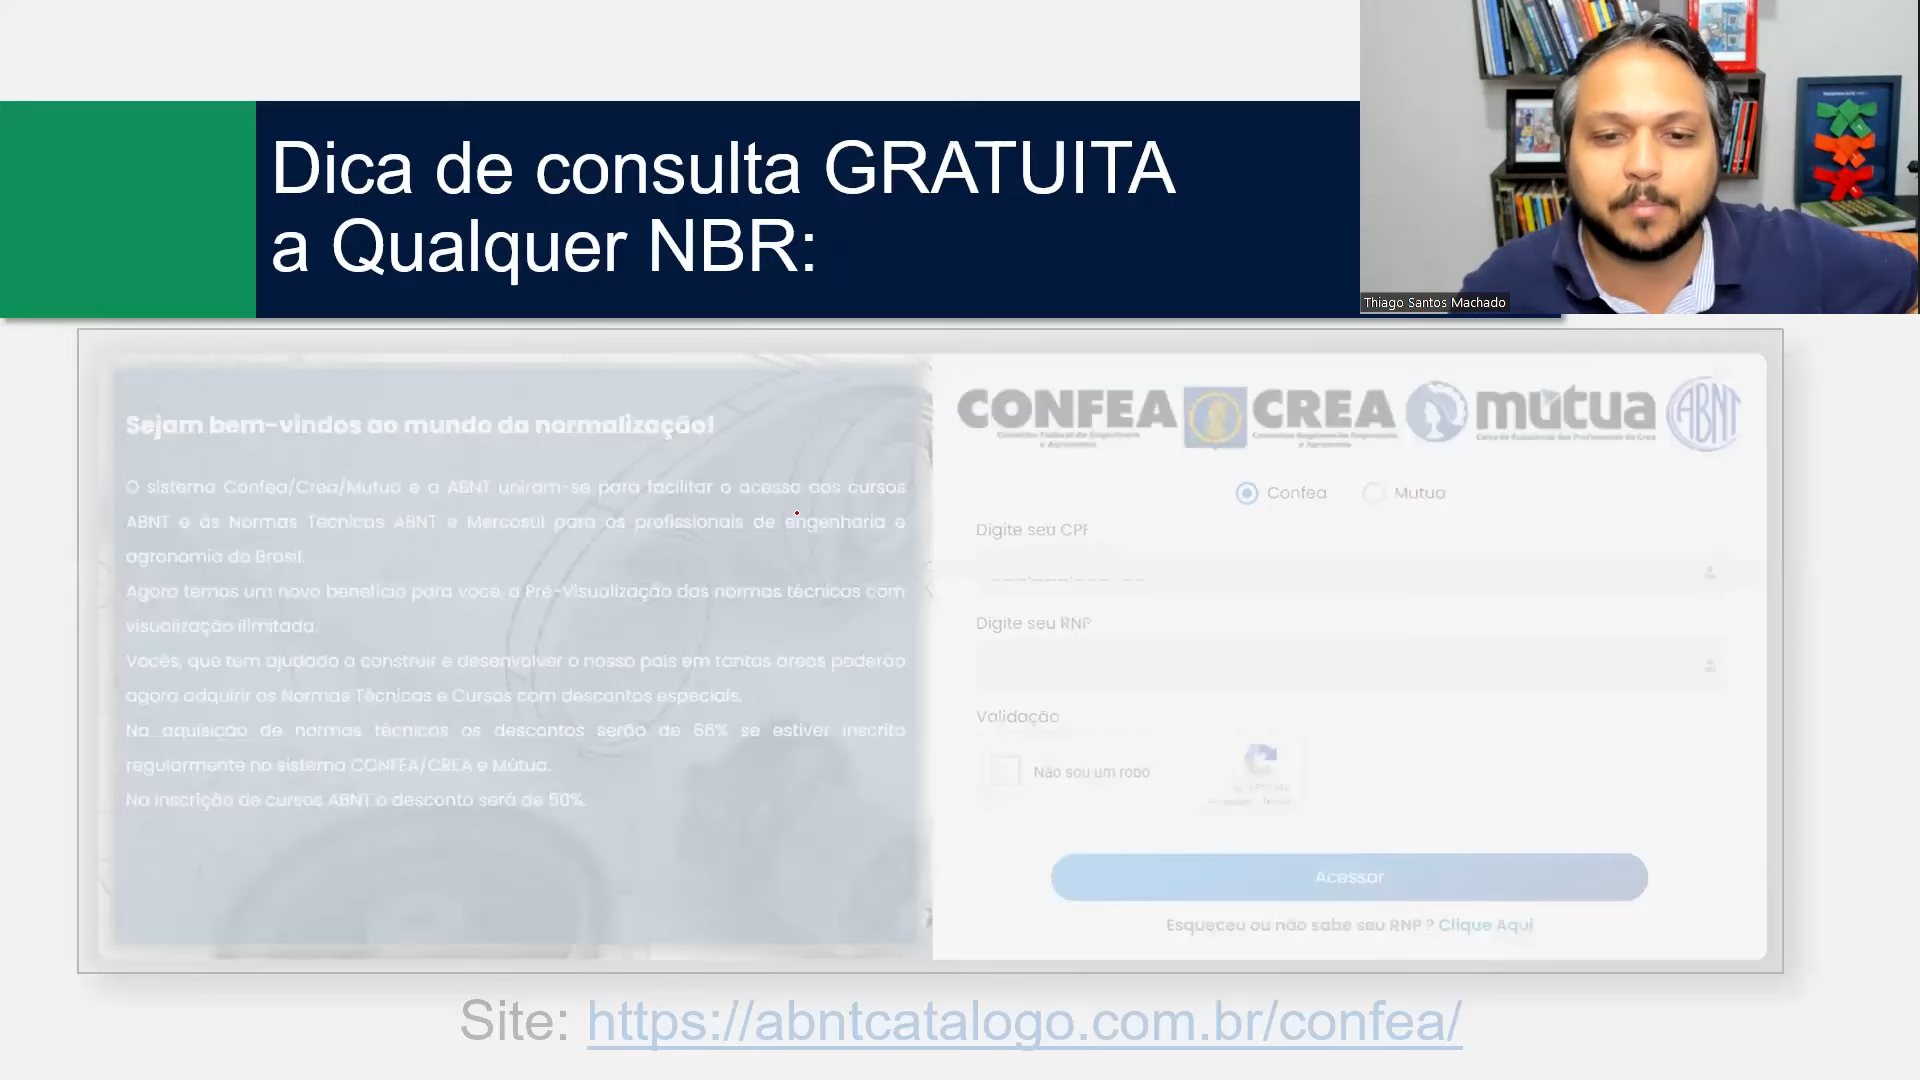 Dica de consulta GRATUITA
a Qualquer NBR:
Thiago Santos Machado
Sejam bem-vindos ao mundo da normalização!
O sistema Confea/Crea/Mutua e a ABNT uniram-se para facilitar o acesso aos cursos
ABNT e às Normas Técnicas ABNT e Mercosul para os profissionais de engenharia e
agronomia do Brasil.
Agora temos um novo benefício para você, a Pré-Visualização das normas técnicas com
visualização ilimitada.
Vocês, que tem ajudado a construir e desenvolver o nosso país em tantas áreas poderão
agora adquirir as Normas Técnicas e Cursos com descontos especiais.
Na aquisição de normas técnicas os descontos serão de 66% se estiver inscrito
regularmente no sistema CONFEA/CREA e Mútua.
Na inscrição de cursos ABNT o desconto será de 50%.
CONFEA CREA mútua ABNT
Confea Mutua
Digite seu CPF
Digite seu RNP
Validação
Não sou um robô
Acessar
Esqueceu ou não sabe seu RNP ? Clique Aqui
Site: https://abntcatalogo.com.br/confea/